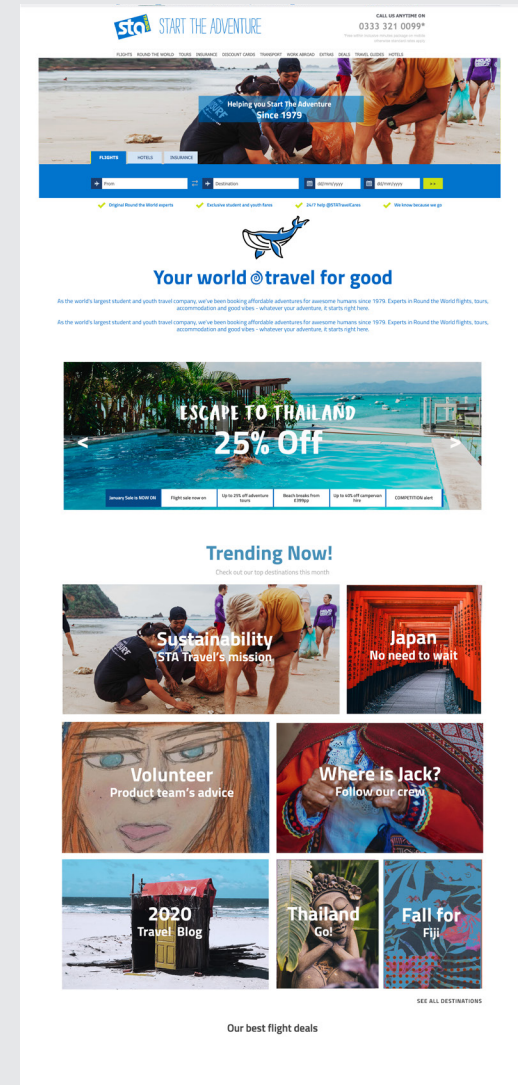 sta
START THE ADVENTURE
CALL US ANYTIME ON
0333 321 0099*
FLIGHTS ROUND THE WORLD TOURS INSURANCE DISCOUNT CARDS TRANSPORT WORK ABROAD EXTRAS DEALS TRAVEL GUIDES HOTELS
Helping you Start The Adventure
Since 1979
FLIGHTS HOTELS INSURANCE
From
Destination
dd/mm/yyyy
dd/mm/yyyy
Original Round the World experts
Exclusive student and youth fares
24/7 help @STATravelCares
We know because we go
Your world travel for good
As the world's largest student and youth travel company, we've been booking affordable adventures for awesome humans since 1979. Experts in Round the World flights, tours,
accommodation and good vibes - whatever your adventure, it starts right here.
As the world's largest student and youth travel company, we've been booking affordable adventures for awesome humans since 1979. Experts in Round the World flights, tours,
accommodation and good vibes - whatever your adventure, it starts right here.
ESCAPE TO THAILAND
25% Off
< >
January Sale is NOW ON
Flight sale now on
Up to 25% off adventure
tours
Beach breaks from
£399pp
Up to 40% off campervan
hire
COMPETITION alert
Trending Now!
Check out our top destinations this month
Sustainability
STA Travel's mission
Japan
No need to wait
Volunteer
Product team's advice
Where is Jack?
Follow our crew
2020
Travel Blog
Thailand
Go!
Fall for
Fiji
SEE ALL DESTINATIONS
Our best flight deals